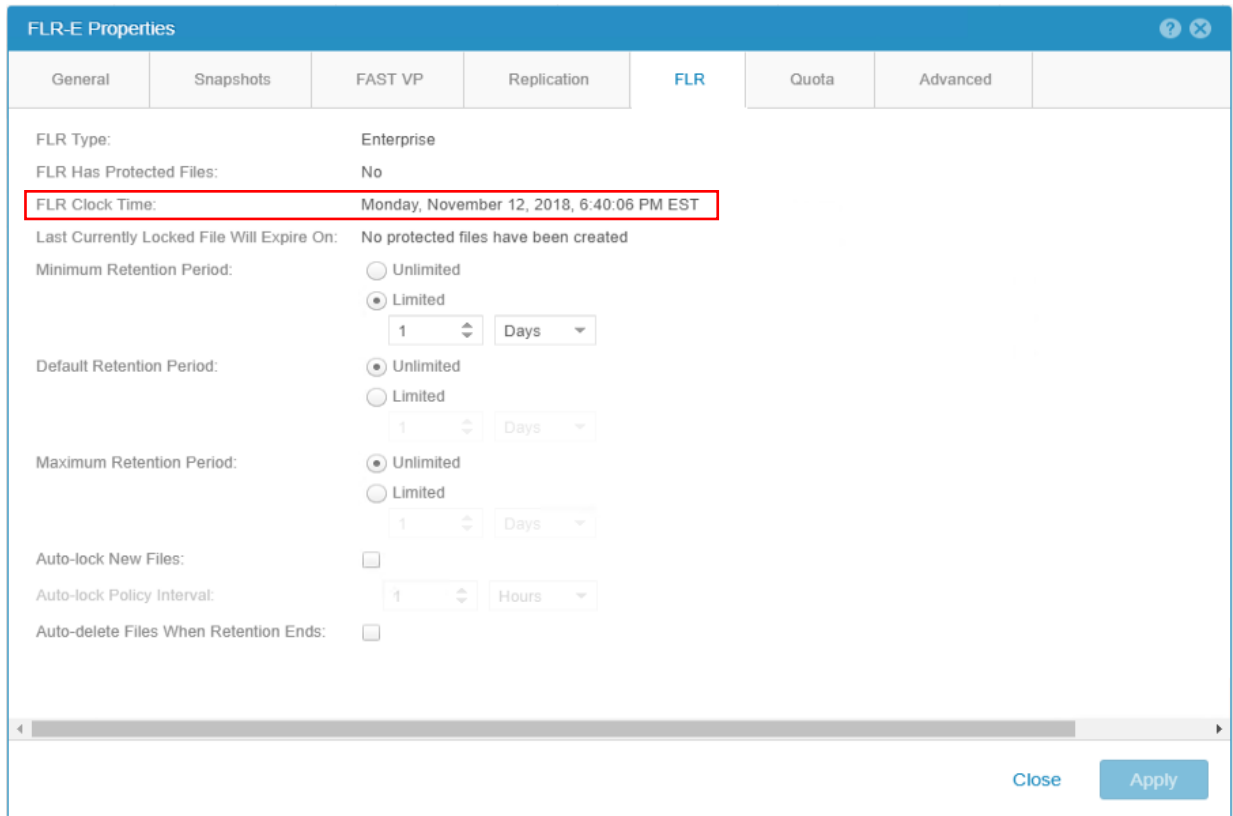 FLR-E Properties
General Snapshots FAST VP Replication FLR Quota Advanced
FLR Type: Enterprise
FLR Has Protected Files: No
FLR Clock Time: Monday, November 12, 2018, 6:40:06 PM EST
Last Currently Locked File Will Expire On: No protected files have been created
Minimum Retention Period: Unlimited
Limited
1 Days
Default Retention Period: Unlimited
Limited
1 Days
Maximum Retention Period: Unlimited
Limited
1 Days
Auto-lock New Files:
Auto-lock Policy Interval: 1 Hours
Auto-delete Files When Retention Ends:
Close Apply